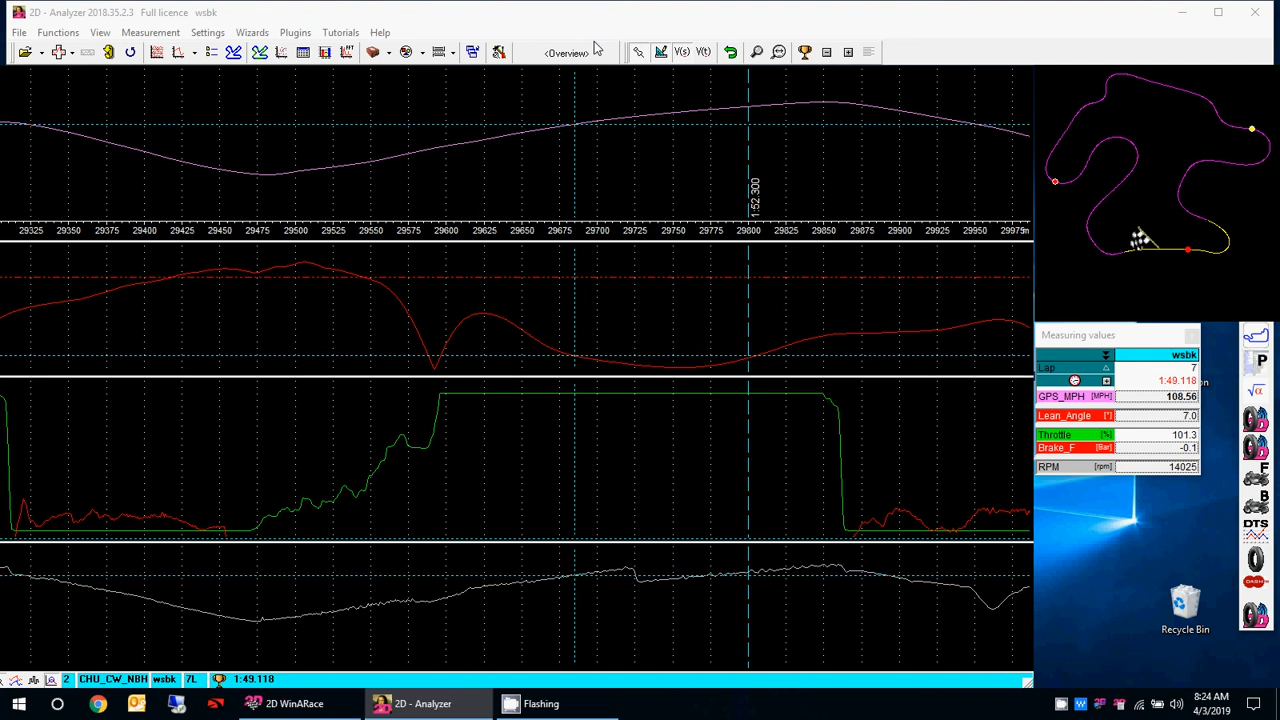 2D - Analyzer 2018.35.2.3 Full licence wsbk
File Functions View Measurement Settings Wizards Plugins Tutorials Help
<Overview>
V(s) V(t)
1:52.300
29325 29350 29375 29400 29425 29450 29475 29500 29525 29550 29575 29600 29625 29650 29675 29700 29725 29750 29775 29800 29825 29850 29875 29900 29925 29950 29975m
Measuring values
wsbk
Lap 7
1:49.118
GPS_MPH [MPH] 108.56
Lean_Angle [°] 7.0
Throttle [%] 101.3
Brake_F [Bar] -0.1
RPM [rpm] 14025
P
√α
F
B
DTS
DASH
Recycle Bin
2 CHU_CW_NBH wsbk 7L 1:49.118
2D WinARace
2D - Analyzer
Flashing
8:24 AM
4/3/2019